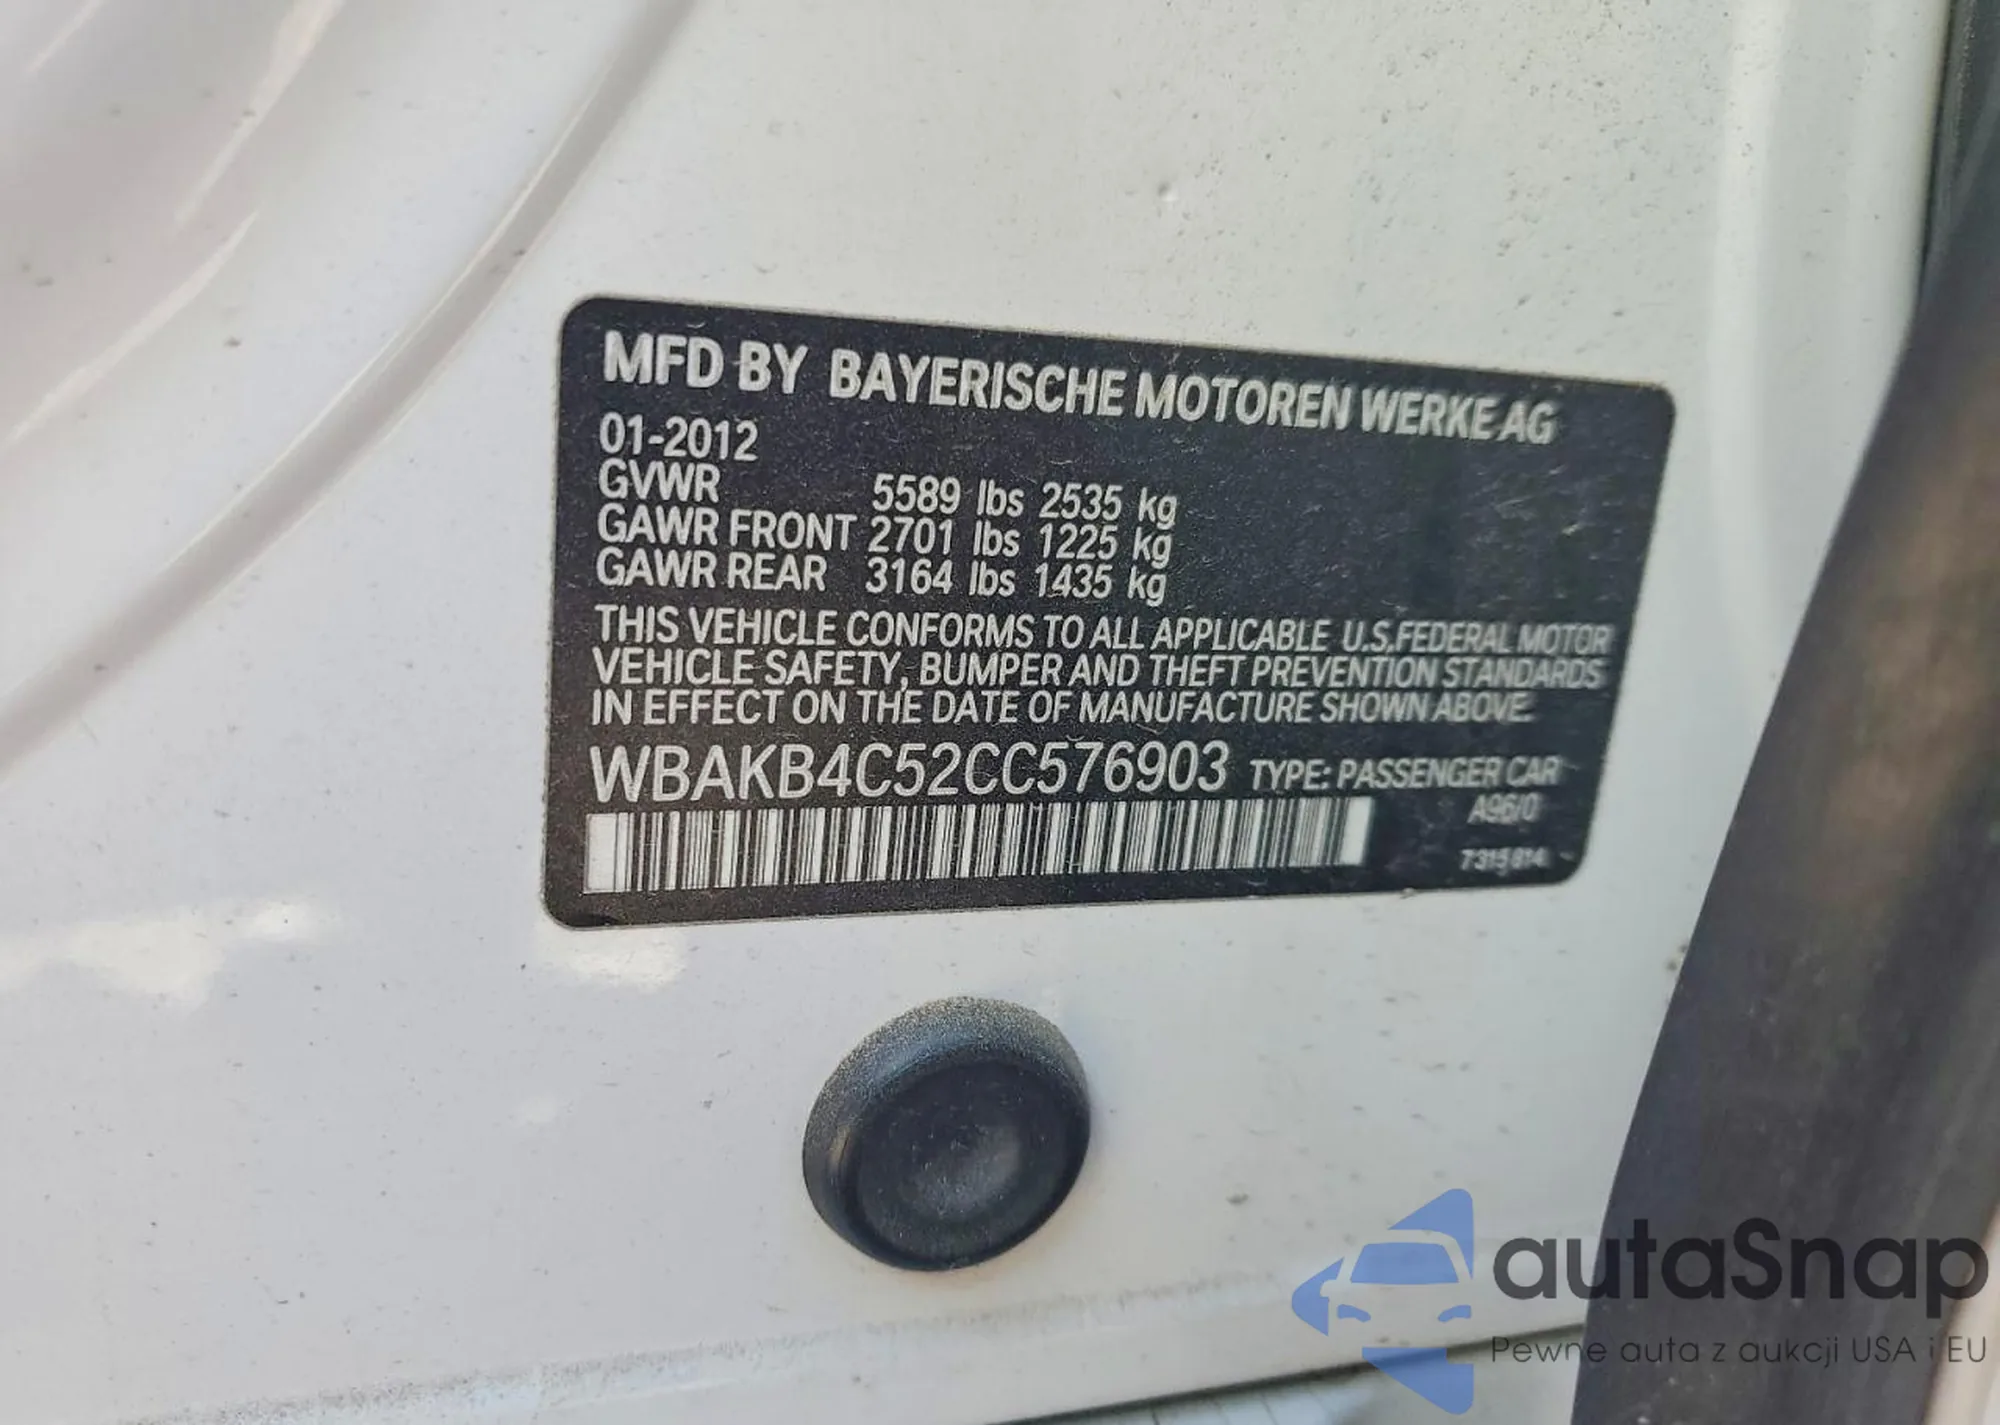 MFD BY BAYERISCHE MOTOREN WERKE AG
01-2012
GVWR 5589 lbs 2535 kg
GAWR FRONT 2701 lbs 1225 kg
GAWR REAR 3164 lbs 1435 kg
THIS VEHICLE CONFORMS TO ALL APPLICABLE U.S.FEDERAL MOTOR
VEHICLE SAFETY, BUMPER AND THEFT PREVENTION STANDARDS
IN EFFECT ON THE DATE OF MANUFACTURE SHOWN ABOVE.
WBAKB4C52CC576903 TYPE: PASSENGER CAR
A96/0
7315814
autaSnap
Pewne auta z aukcji USA i EU